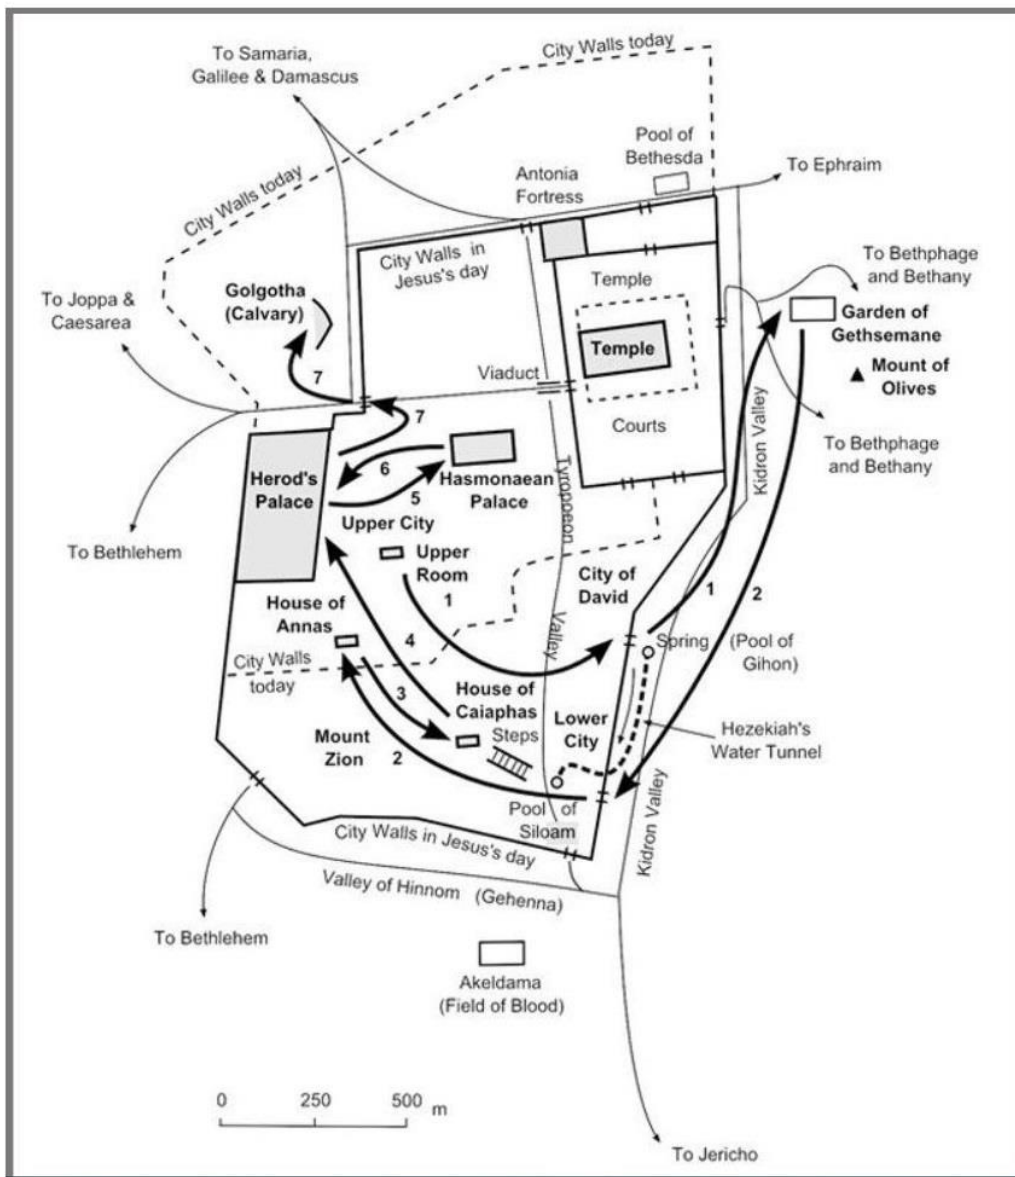 City Walls today
To Samaria,
Galilee & Damascus
Pool of
Bethesda
To Ephraim
Antonia
Fortress
City Walls today
City Walls in
Jesus's day
To Bethphage
and Bethany
Temple
Golgotha
(Calvary)
To Joppa &
Caesarea
Garden of
Gethsemane
Temple
Mount of
Olives
Viaduct
7
7
Courts
To Bethphage
and Bethany
Kidron Valley
6
Herod's
Palace
Hasmonaean
Palace
5
Tyropoeon
Valley
Upper City
To Bethlehem
Upper
Room
City of
David
1
1
2
House of
Annas
4
Spring
(Pool of
Gihon)
City Walls
today
3
House of
Caiaphas
Steps
Lower
City
Mount
Zion
2
Hezekiah's
Water Tunnel
Pool of
Siloam
Kidron Valley
City Walls in Jesus's day
Valley of Hinnom (Gehenna)
To Bethlehem
Akeldama
(Field of Blood)
0 250 500 m
To Jericho